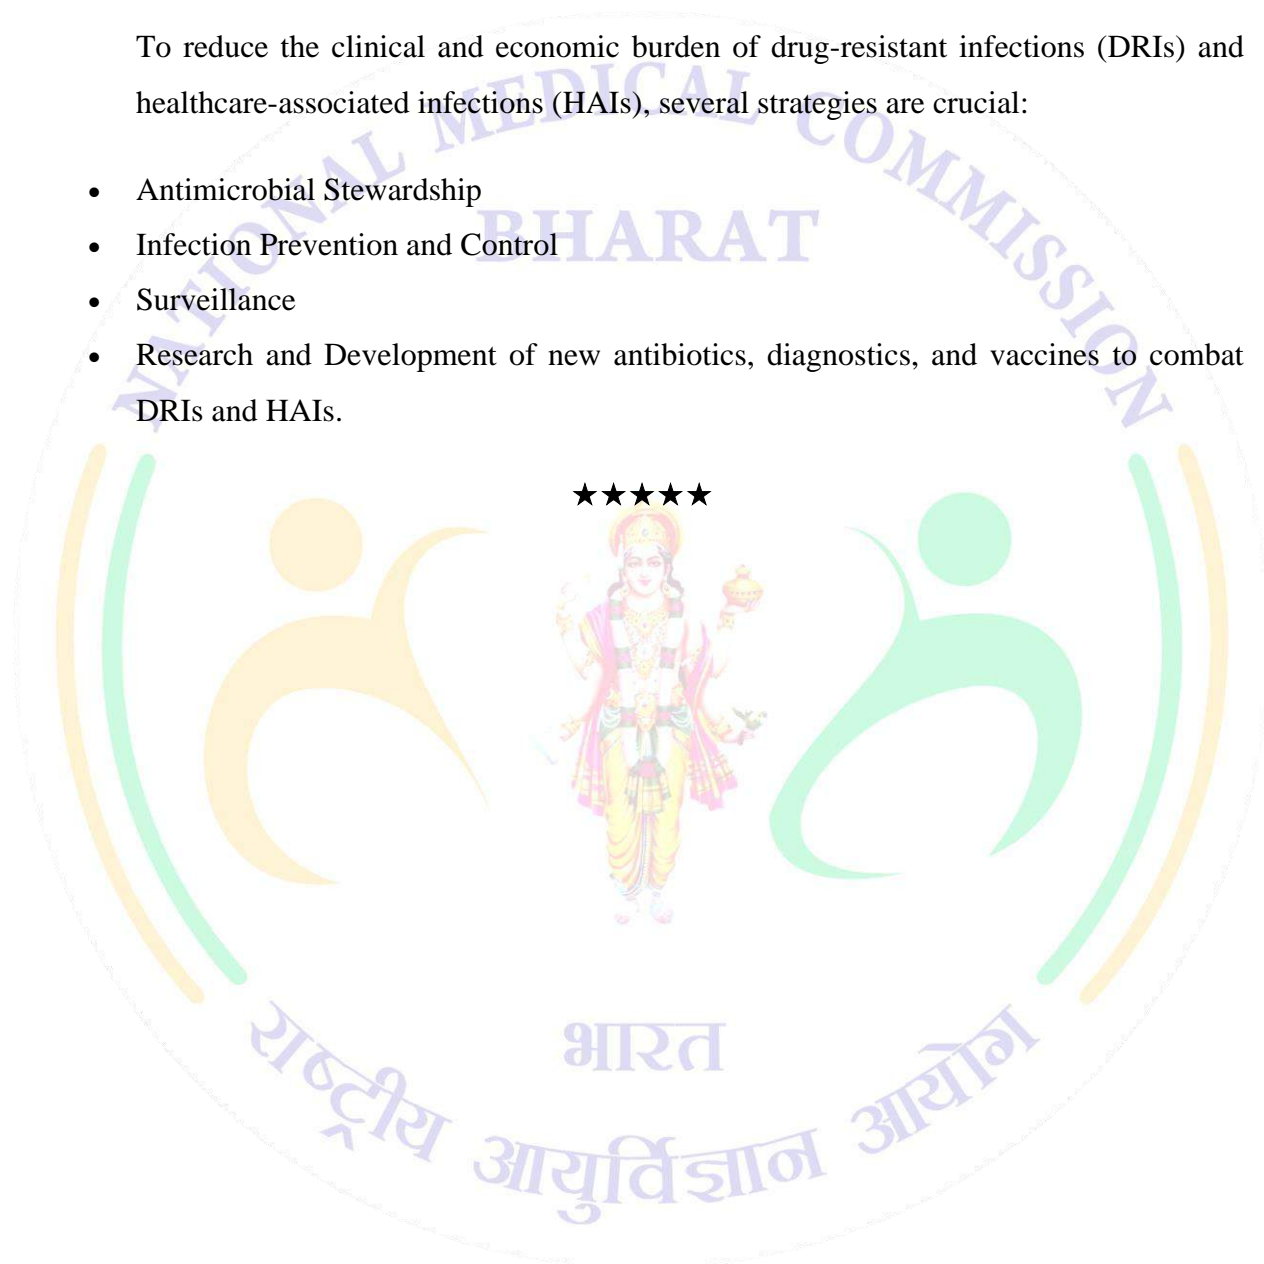 To reduce the clinical and economic burden of drug-resistant infections (DRIs) and
healthcare-associated infections (HAIs), several strategies are crucial:
• Antimicrobial Stewardship
• Infection Prevention and Control
• Surveillance
• Research and Development of new antibiotics, diagnostics, and vaccines to combat
DRIs and HAIs.
★★★★★
NATIONAL MEDICAL COMMISSION
BHARAT
भारत
राष्ट्रीय आयुर्विज्ञान आयोग